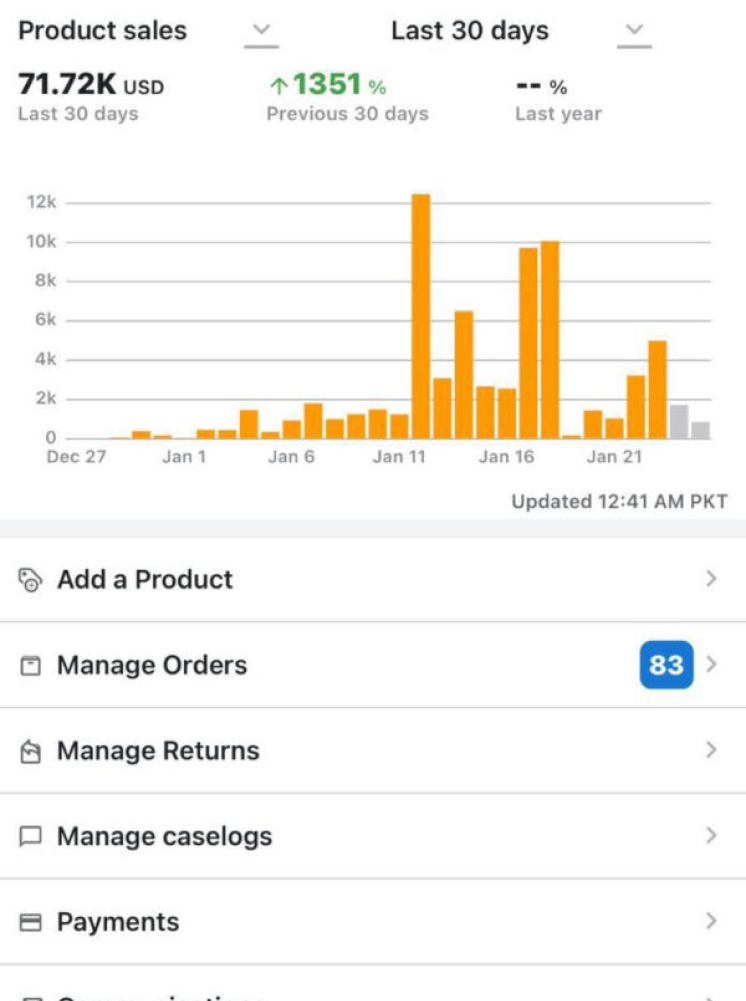 Product sales Last 30 days
71.72K USD ↑1351 % -- %
Last 30 days Previous 30 days Last year
12k
10k
8k
6k
4k
2k
0
Dec 27 Jan 1 Jan 6 Jan 11 Jan 16 Jan 21
Updated 12:41 AM PKT
Add a Product
Manage Orders 83
Manage Returns
Manage caselogs
Payments